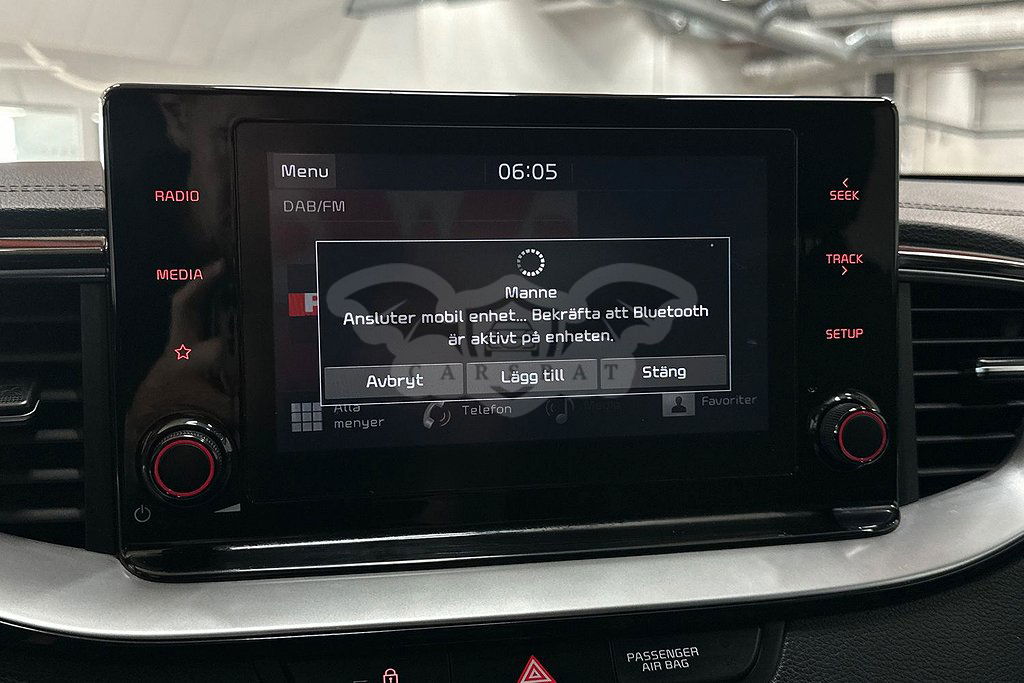 Menu
06:05
DAB/FM
RADIO
MEDIA
SEEK
TRACK
SETUP
Manne
Ansluter mobil enhet... Bekräfta att Bluetooth
är aktivt på enheten.
Avbryt
Lägg till
Stäng
Alla
menyer
Telefon
Media
Favoriter
PASSENGER
AIR BAG